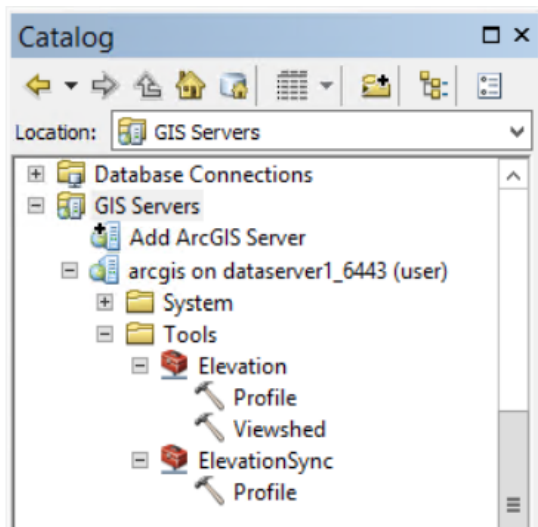 Catalog
Location: GIS Servers
Database Connections
GIS Servers
Add ArcGIS Server
arcgis on dataserver1_6443 (user)
System
Tools
Elevation
Profile
Viewshed
ElevationSync
Profile